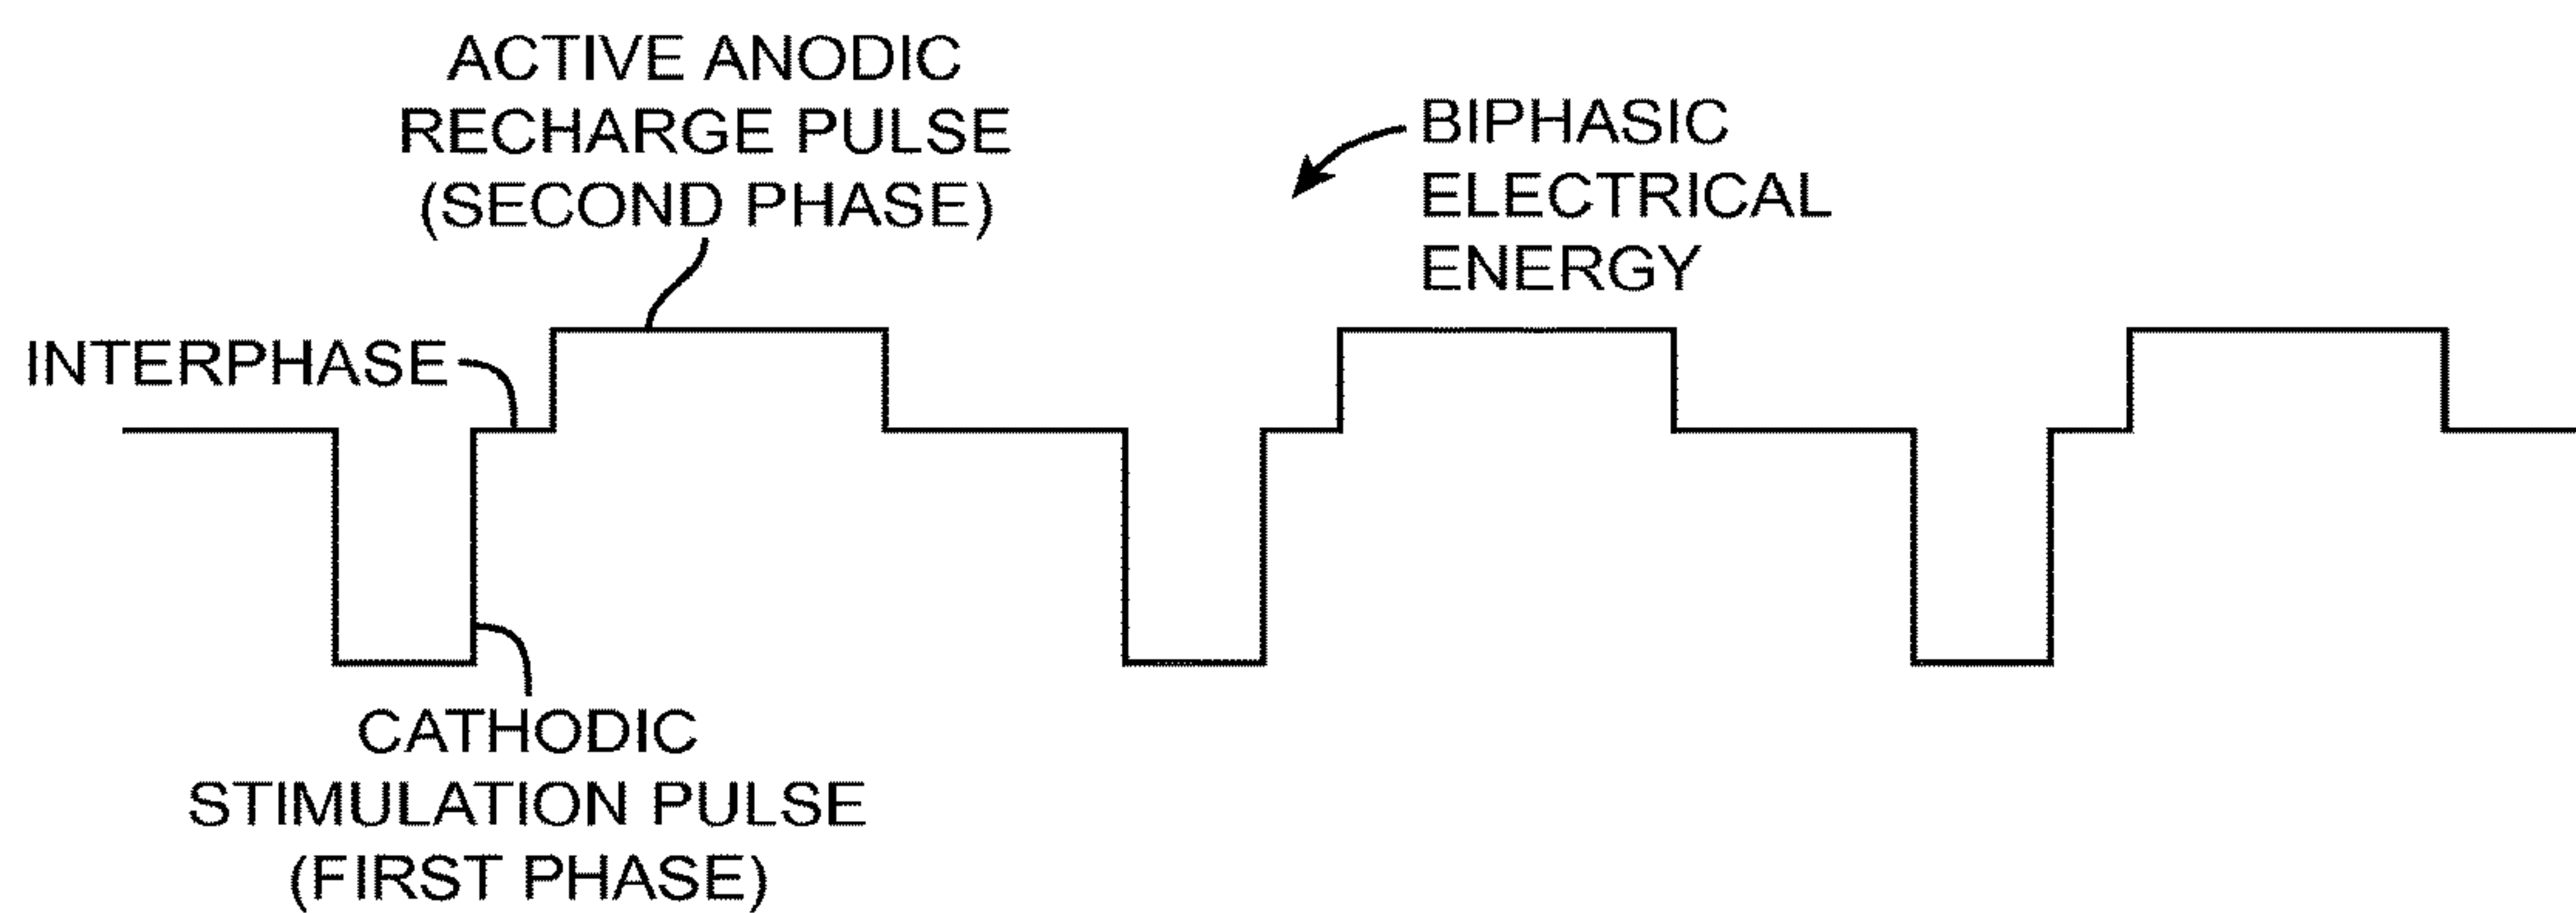 ACTIVE ANODIC
RECHARGE PULSE
(SECOND PHASE)
BIPHASIC
ELECTRICAL
ENERGY
INTERPHASE
CATHODIC
STIMULATION PULSE
(FIRST PHASE)